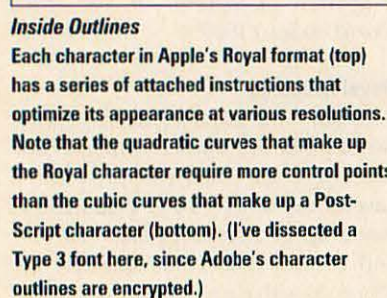 Inside Outlines
Each character in Apple's Royal format (top)
has a series of attached instructions that
optimize its appearance at various resolutions.
Note that the quadratic curves that make up
the Royal character require more control points
than the cubic curves that make up a Post-
Script character (bottom). (I've dissected a
Type 3 font here, since Adobe's character
outlines are encrypted.)